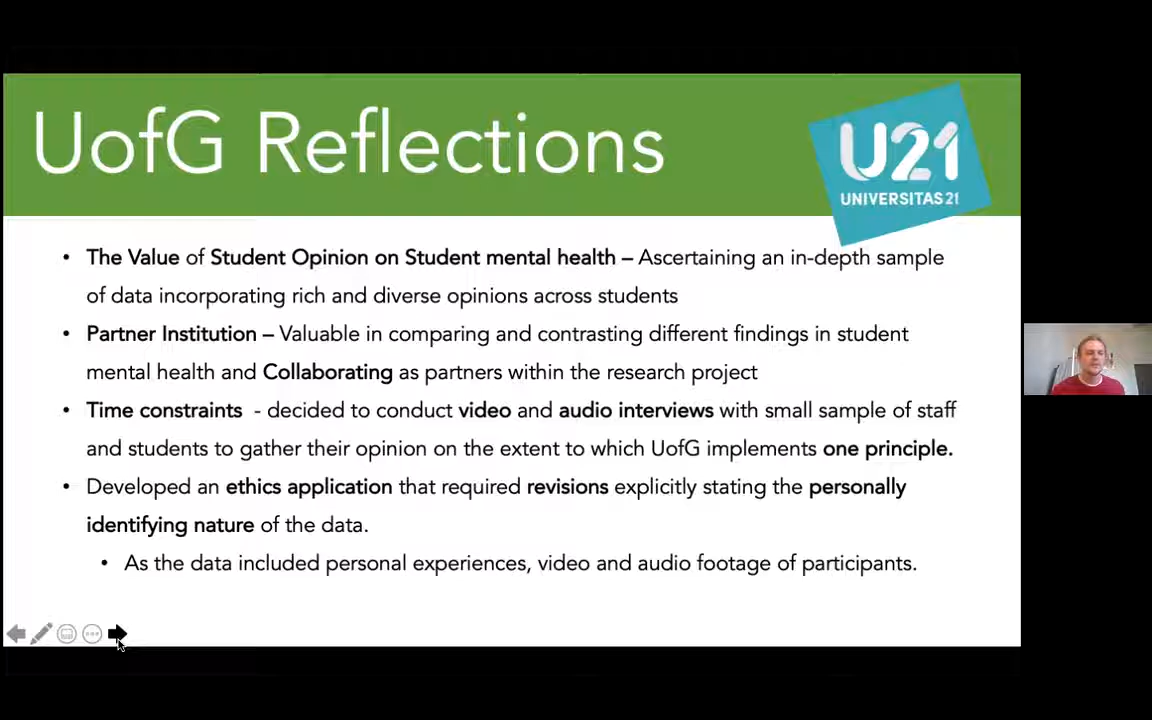 UofG Reflections
U21
UNIVERSITAS 21
• The Value of Student Opinion on Student mental health – Ascertaining an in-depth sample
of data incorporating rich and diverse opinions across students
• Partner Institution – Valuable in comparing and contrasting different findings in student
mental health and Collaborating as partners within the research project
• Time constraints - decided to conduct video and audio interviews with small sample of staff
and students to gather their opinion on the extent to which UofG implements one principle.
• Developed an ethics application that required revisions explicitly stating the personally
identifying nature of the data.
• As the data included personal experiences, video and audio footage of participants.